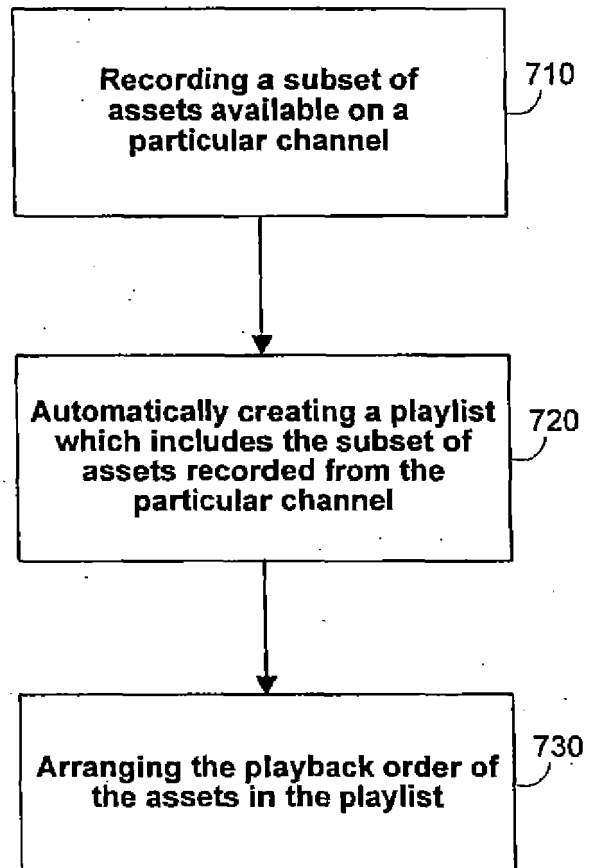 Recording a subset of
assets available on a
particular channel
710
Automatically creating a playlist
which includes the subset of
assets recorded from the
particular channel
720
Arranging the playback order of
the assets in the playlist
730